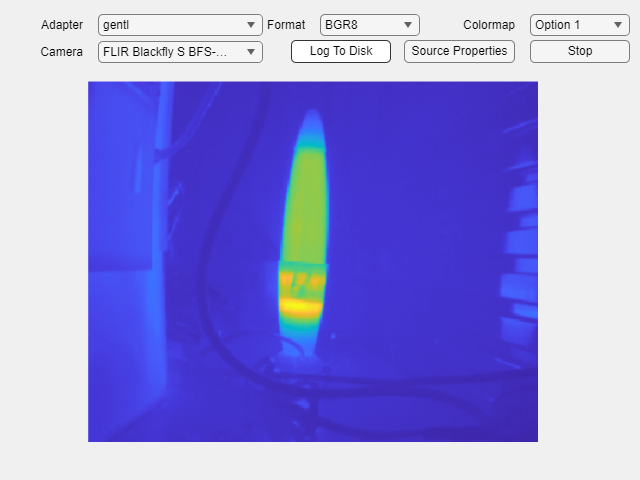 Adapter gentl Format BGR8 Colormap Option 1
Camera FLIR Blackfly S BFS-... Log To Disk Source Properties Stop